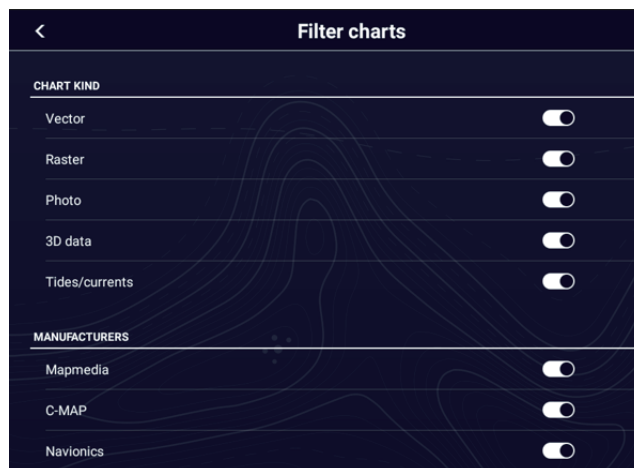 Filter charts
CHART KIND
Vector
Raster
Photo
3D data
Tides/currents
MANUFACTURERS
Mapmedia
C-MAP
Navionics